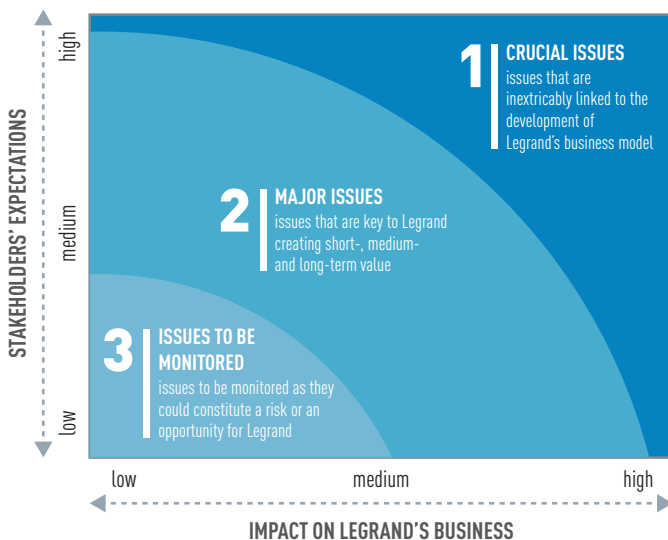 STAKEHOLDERS' EXPECTATIONS
high
medium
low
1
CRUCIAL ISSUES
issues that are
inextricably linked to the
development of
Legrand's business model
2
MAJOR ISSUES
issues that are key to Legrand
creating short-, medium-
and long-term value
3
ISSUES TO BE
MONITORED
issues to be monitored as they
could constitute a risk or an
opportunity for Legrand
low
medium
high
IMPACT ON LEGRAND'S BUSINESS